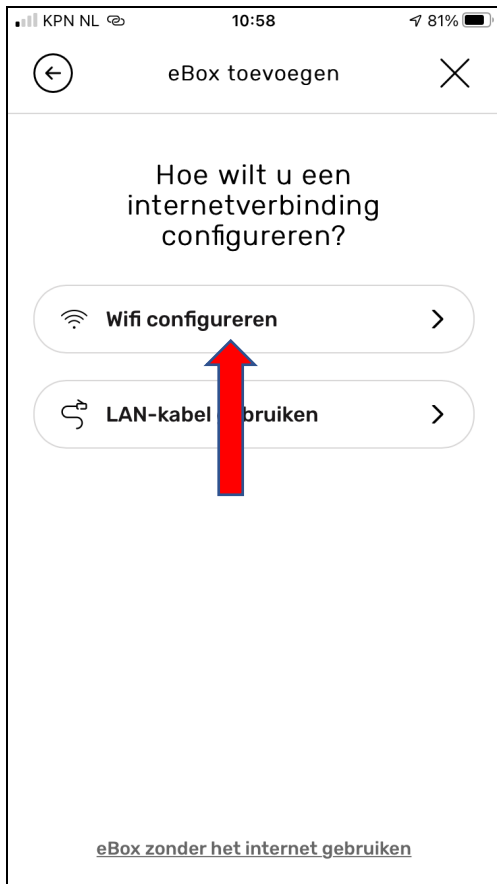 KPN NL 10:58 81%
eBox toevoegen
Hoe wilt u een
internetverbinding
configureren?
Wifi configureren
LAN-kabel bruiken
eBox zonder het internet gebruiken